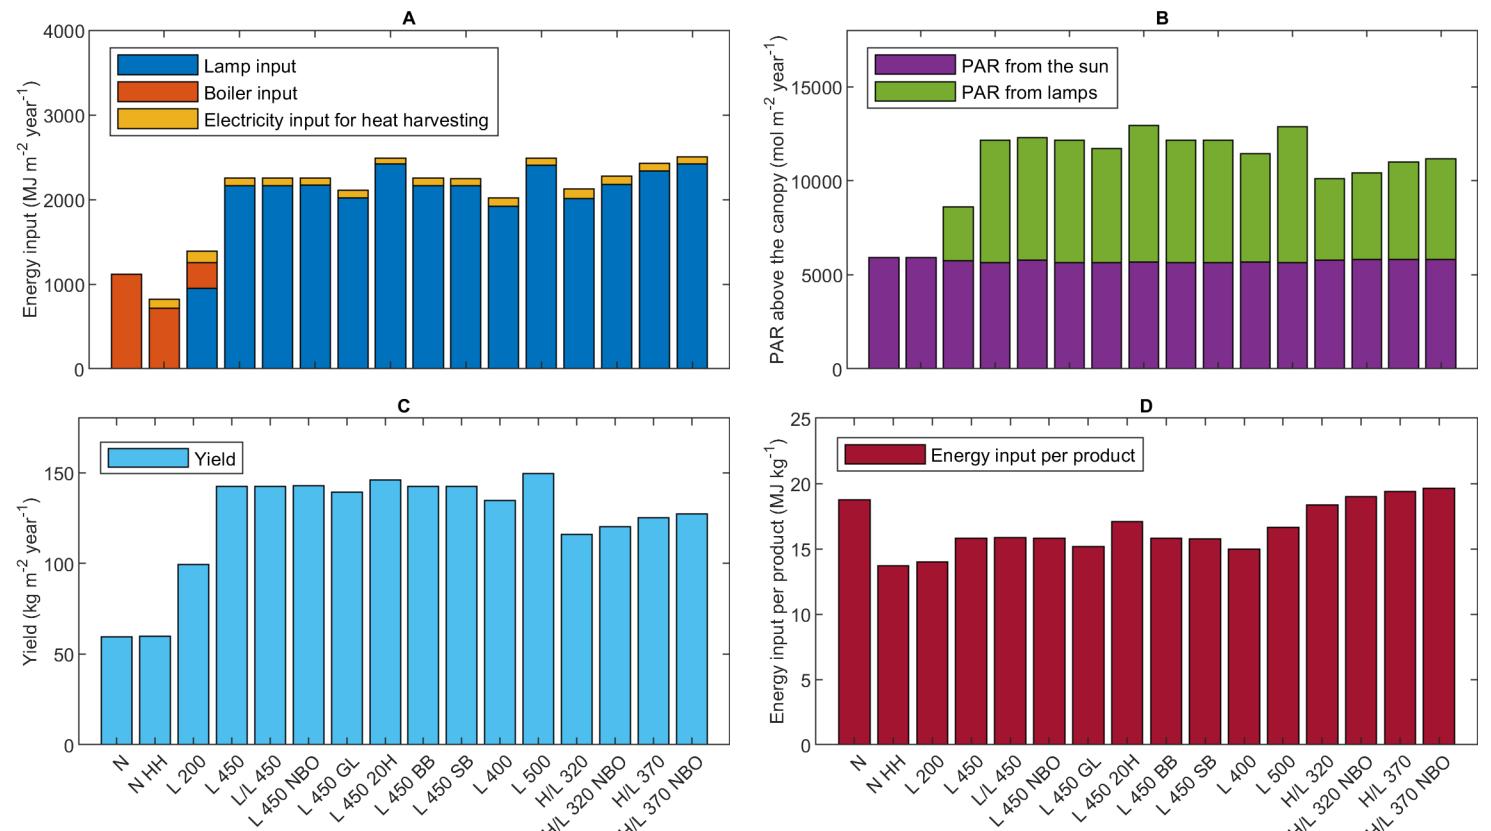 A
Energy input (MJ m-2 year-1)
4000
3000
2000
1000
0
Lamp input
Boiler input
Electricity input for heat harvesting
B
PAR above the canopy (mol m-2 year-1)
15000
10000
5000
0
PAR from the sun
PAR from lamps
C
Yield (kg m-2 year-1)
150
100
50
0
Yield
N
N HH
L 200
L 450
L/L 450
L 450 NBO
L 450 GL
L 450 20H
L 450 BB
L 450 SB
L 400
L 500
H/L 320
H/L 320 NBO
H/L 370
H/L 370 NBO
D
Energy input per product (MJ kg-1)
25
20
15
10
5
0
Energy input per product
N
N HH
L 200
L 450
L/L 450
L 450 NBO
L 450 GL
L 450 20H
L 450 BB
L 450 SB
L 400
L 500
H/L 320
H/L 320 NBO
H/L 370
H/L 370 NBO